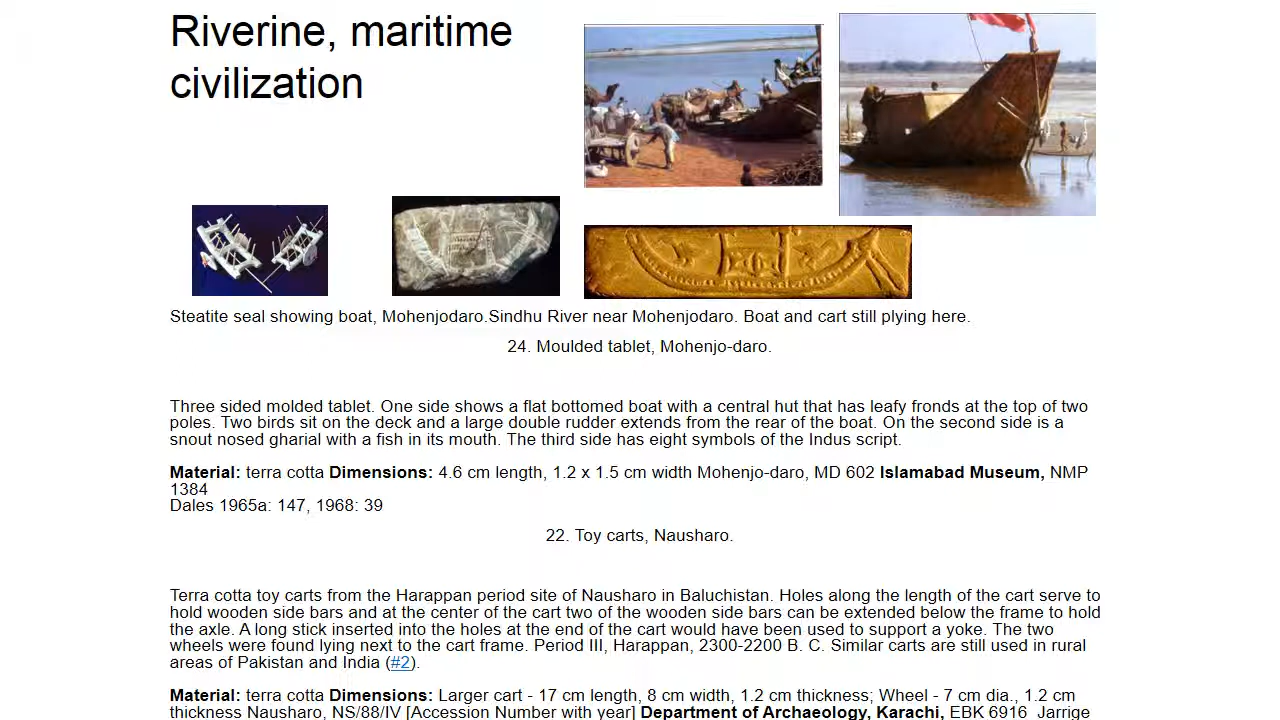 Riverine, maritime
civilization
Steatite seal showing boat, Mohenjodaro.Sindhu River near Mohenjodaro. Boat and cart still plying here.
24. Moulded tablet, Mohenjo-daro.
Three sided molded tablet. One side shows a flat bottomed boat with a central hut that has leafy fronds at the top of two
poles. Two birds sit on the deck and a large double rudder extends from the rear of the boat. On the second side is a
snout nosed gharial with a fish in its mouth. The third side has eight symbols of the Indus script.
Material: terra cotta Dimensions: 4.6 cm length, 1.2 x 1.5 cm width Mohenjo-daro, MD 602 Islamabad Museum, NMP
1384
Dales 1965a: 147, 1968: 39
22. Toy carts, Nausharo.
Terra cotta toy carts from the Harappan period site of Nausharo in Baluchistan. Holes along the length of the cart serve to
hold wooden side bars and at the center of the cart two of the wooden side bars can be extended below the frame to hold
the axle. A long stick inserted into the holes at the end of the cart would have been used to support a yoke. The two
wheels were found lying next to the cart frame. Period III, Harappan, 2300-2200 B. C. Similar carts are still used in rural
areas of Pakistan and India (#2).
Material: terra cotta Dimensions: Larger cart - 17 cm length, 8 cm width, 1.2 cm thickness; Wheel - 7 cm dia., 1.2 cm
thickness Nausharo, NS/88/IV [Accession Number with year] Department of Archaeology, Karachi, EBK 6916 Jarrige